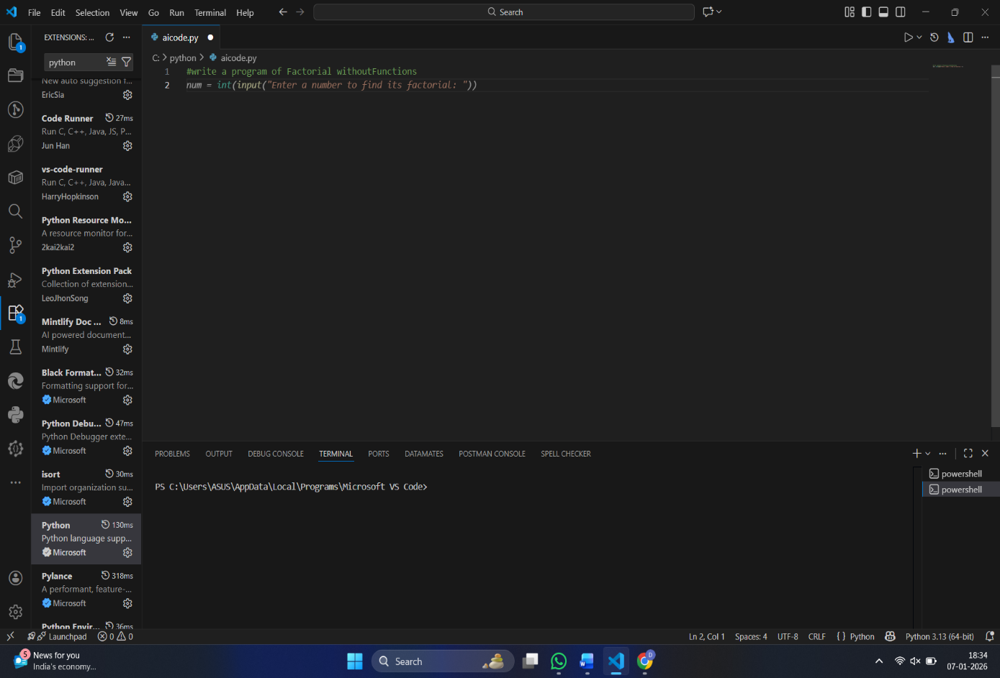 File Edit Selection View Go Run Terminal Help
Search
EXTENSIONS: ...
python
New auto suggestion f...
EricSia
Code Runner 27ms
Run C, C++, Java, JS, P...
Jun Han
vs-code-runner
Run C, C++, Java, Java...
HarryHopkinson
Python Resource Mo...
A resource monitor for...
2kai2kai2
Python Extension Pack
Collection of extension...
LeoJhonSong
Mintlify Doc ... 8ms
AI powered document...
Mintlify
Black Format... 32ms
Formatting support for...
Microsoft
Python Debu... 47ms
Python Debugger exte...
Microsoft
isort 30ms
Import organization su...
Microsoft
Python 130ms
Python language supp...
Microsoft
Pylance 318ms
A performant, feature-...
Microsoft
Python Envir... 36ms
1
1
aicode.py
C: > python > aicode.py
1 #write a program of Factorial withoutFunctions
2 num = int(input("Enter a number to find its factorial: "))
PROBLEMS OUTPUT DEBUG CONSOLE TERMINAL PORTS DATAMATES POSTMAN CONSOLE SPELL CHECKER
PS C:\Users\ASUS\AppData\Local\Programs\Microsoft VS Code>
powershell
powershell
Launchpad 0 0
Ln 2, Col 1 Spaces: 4 UTF-8 CRLF { } Python Python 3.13 (64-bit)
5
News for you
India's economy...
Search
D
18:34
07-01-2026